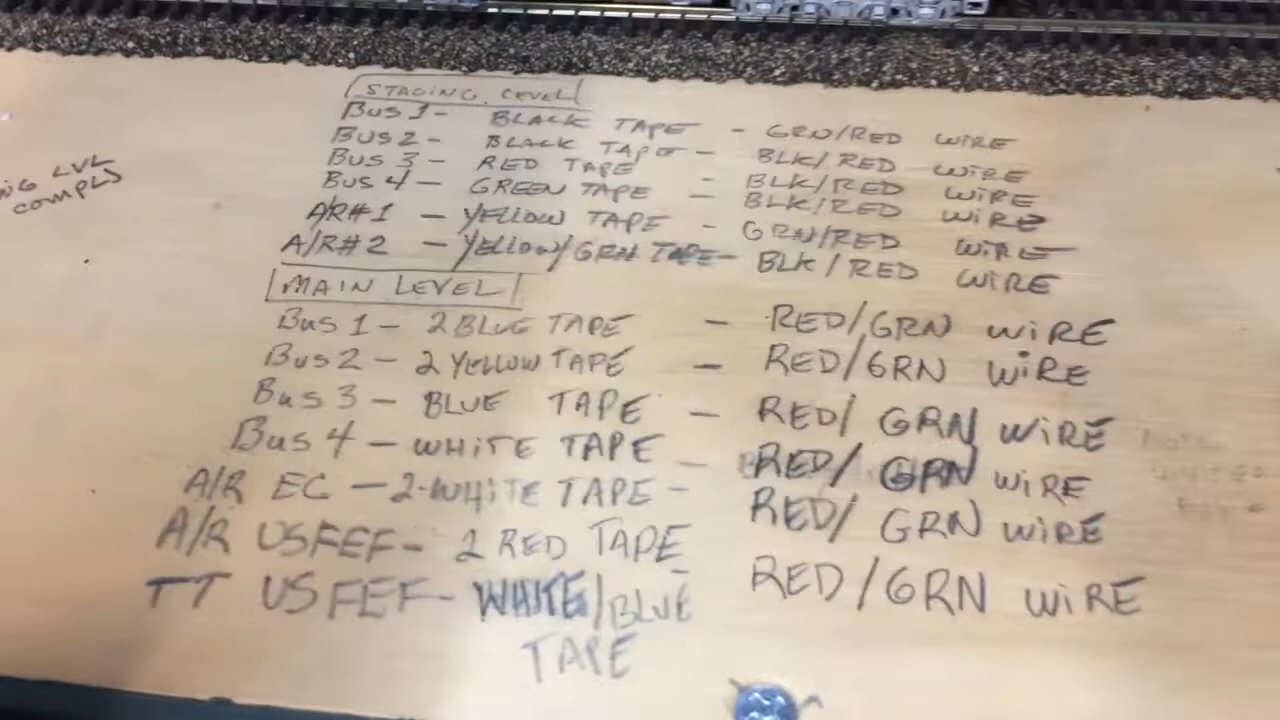 STAGING LEVEL
BUS 1 - BLACK TAPE - GRN/RED WIRE
BUS 2 - BLACK TAPE - BLK/RED WIRE
BUS 3 - RED TAPE - BLK/RED WIRE
BUS 4 - GREEN TAPE - BLK/RED WIRE
A/R#1 - YELLOW TAPE - GRN/RED WIRE
A/R#2 - YELLOW/GRN TAPE - BLK/RED WIRE
MAIN LEVEL
BUS 1 - 2 BLUE TAPE - RED/GRN WIRE
BUS 2 - 2 YELLOW TAPE - RED/GRN WIRE
BUS 3 - BLUE TAPE - RED/GRN WIRE
BUS 4 - WHITE TAPE - RED/GRN WIRE
A/R EC - 2-WHITE TAPE - RED/GRN WIRE
A/R USFEF - 2 RED TAPE - RED/GRN WIRE
TT USFEF - WHITE/BLUE
TAPE
LVL
COMPLS